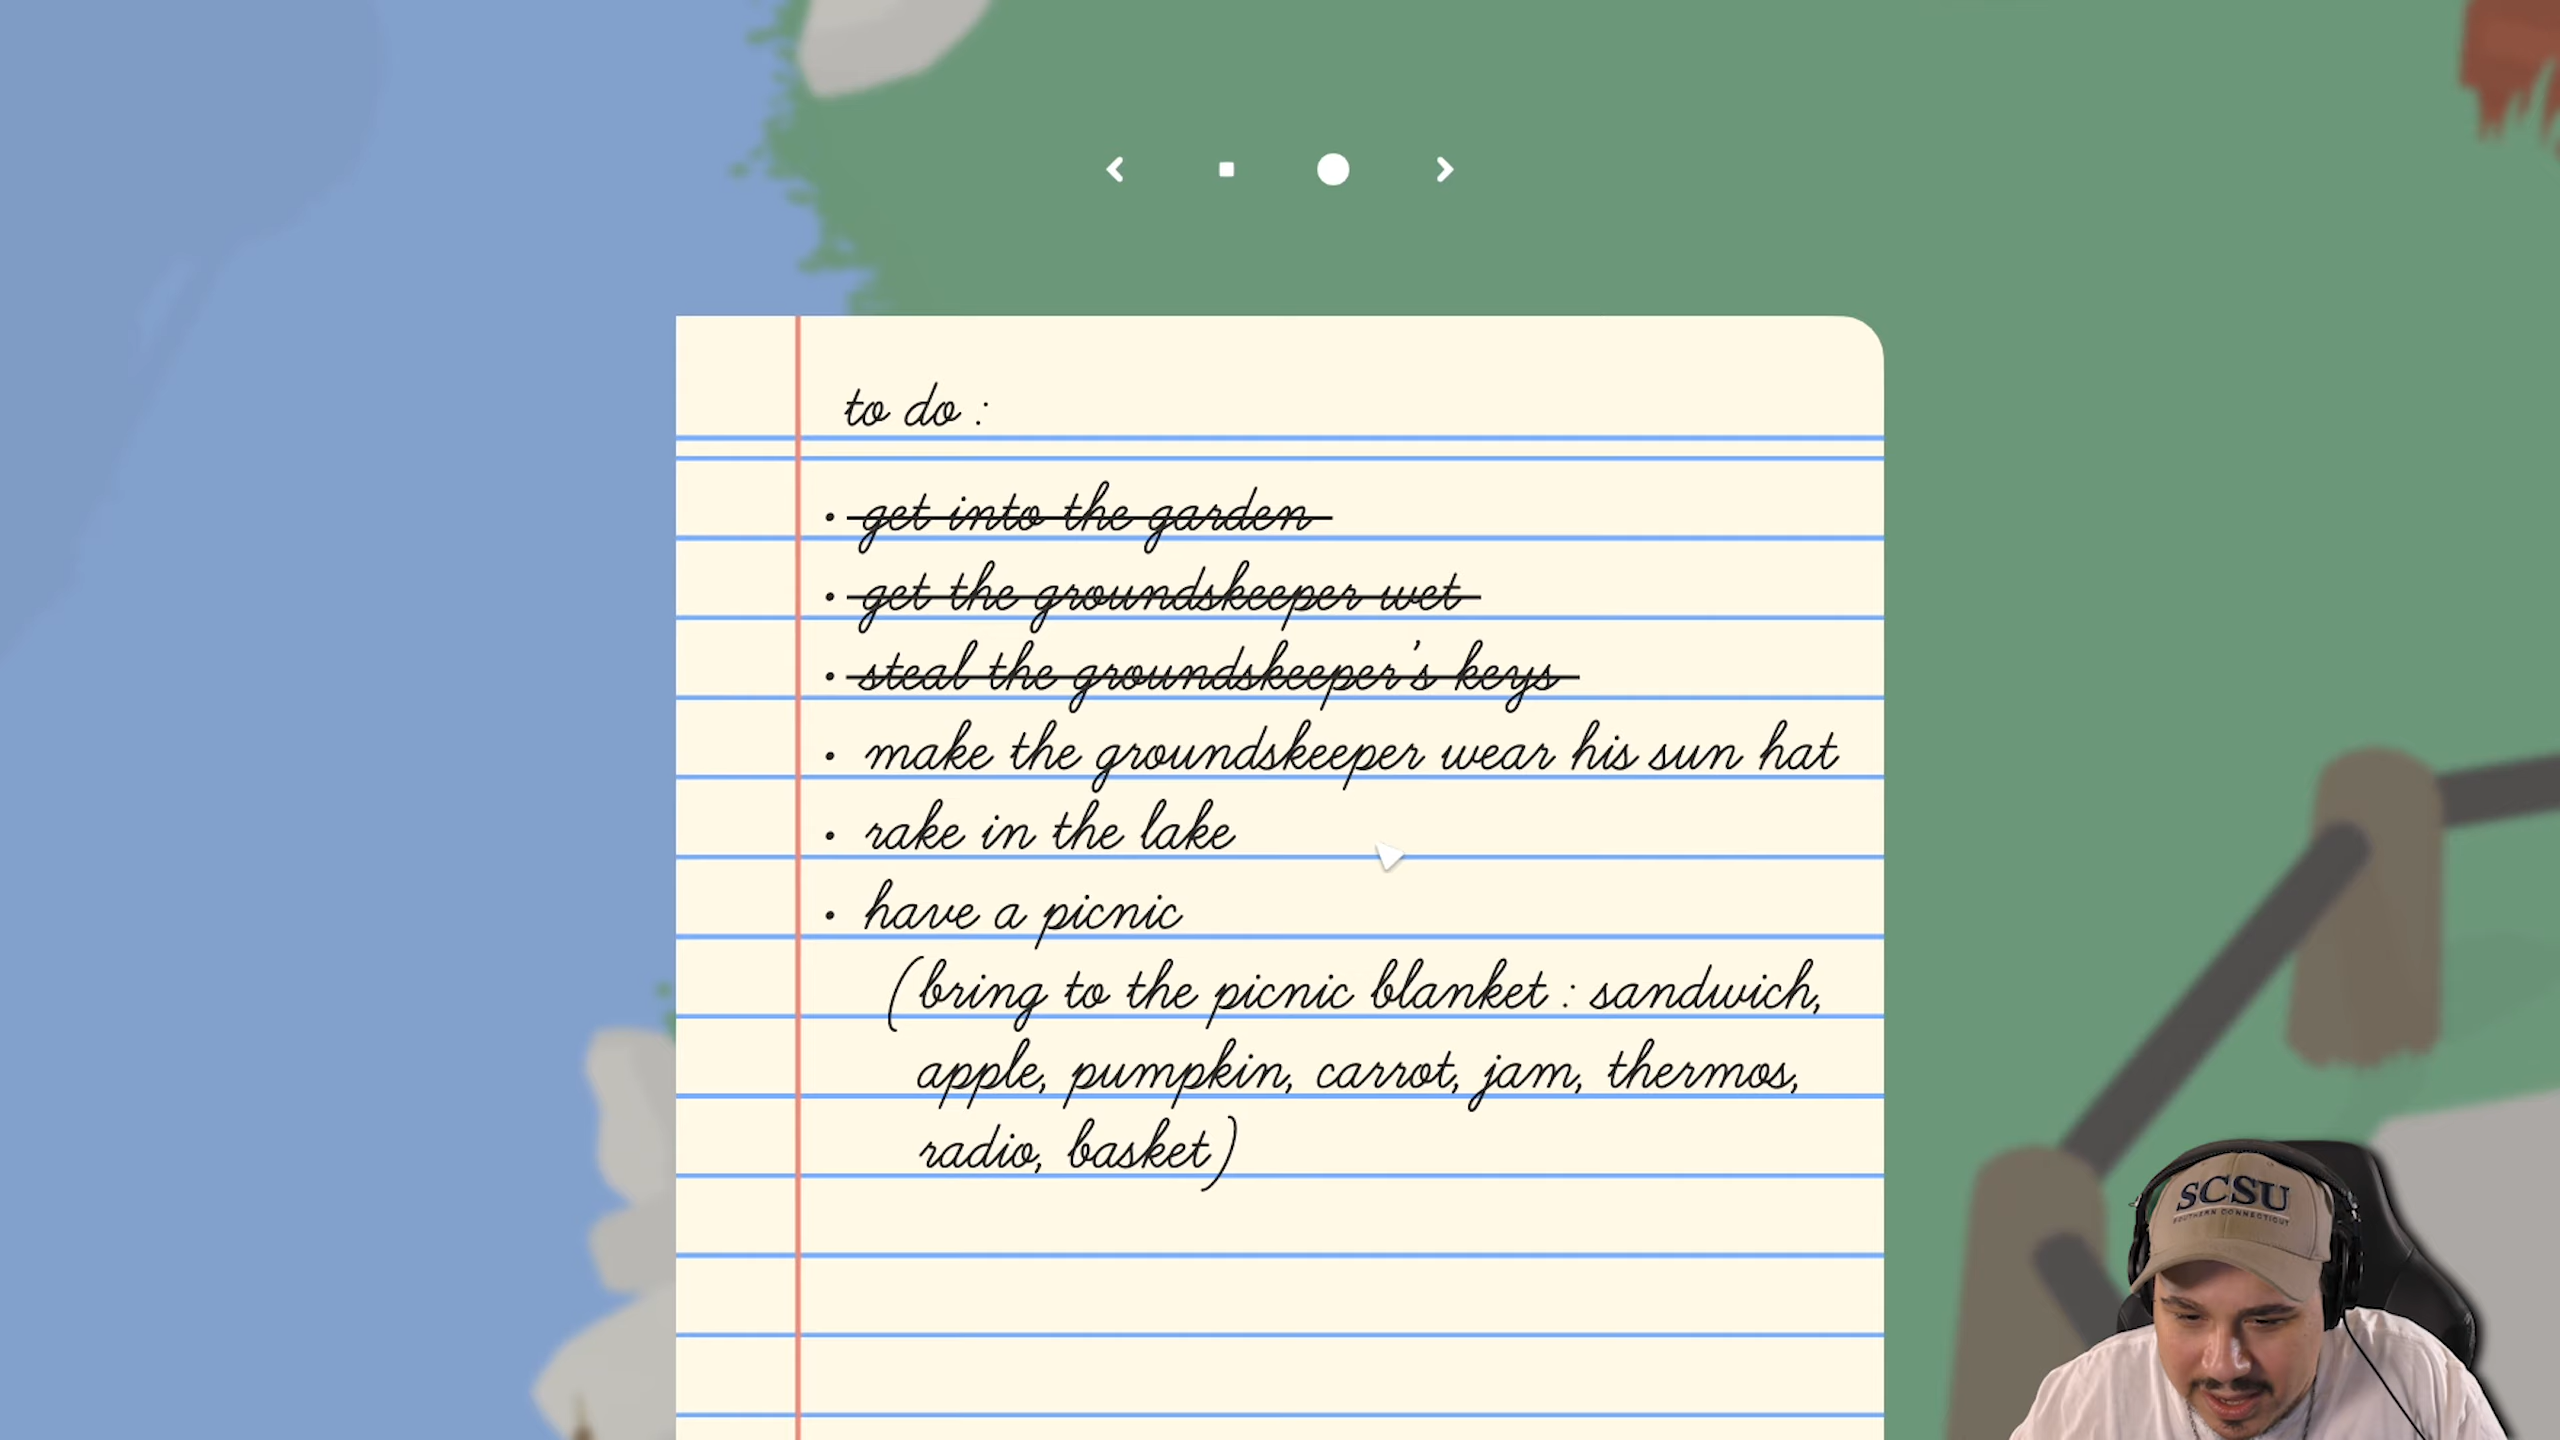 to do :
get into the garden
get the groundskeeper wet
steal the groundskeeper's keys
make the groundskeeper wear his sun hat
rake in the lake
have a picnic
(bring to the picnic blanket : sandwich,
apple, pumpkin, carrot, jam, thermos,
radio, basket)
SCSU
SOUTHERN CONNECTICUT